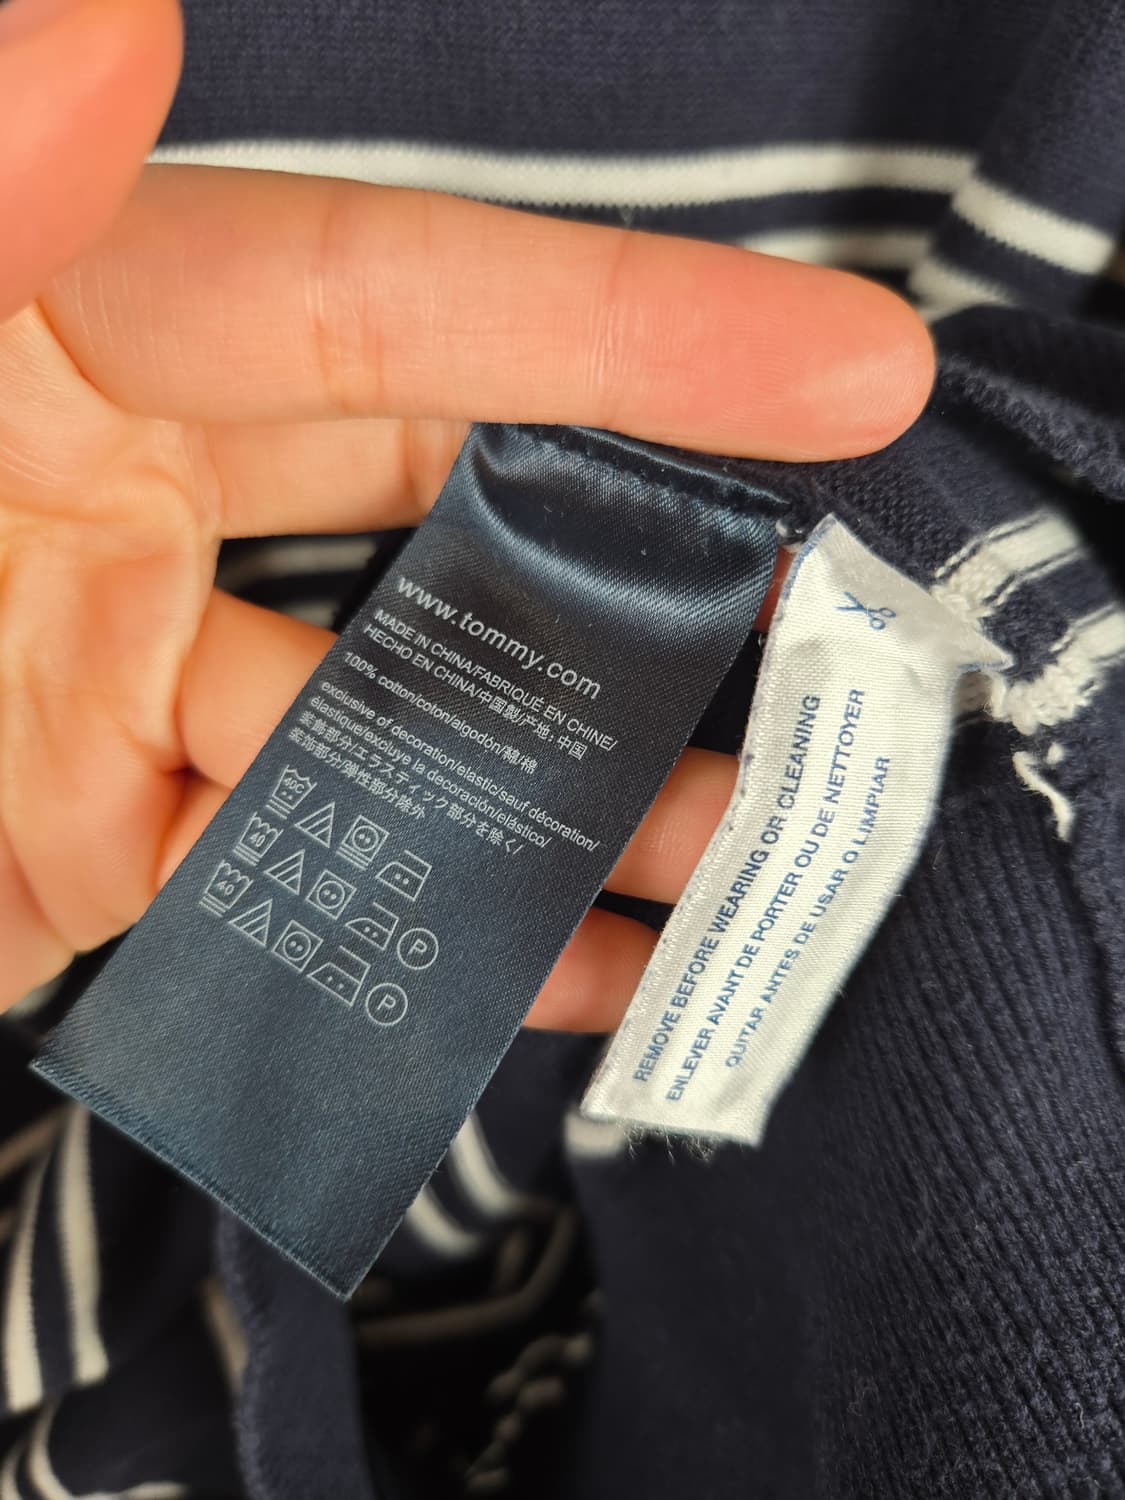 www.tommy.com
MADE IN CHINA/FABRIQUÉ EN CHINE/
HECHO EN CHINA/中国製/产地:中国
100% cotton/coton/algodón/綿/棉
exclusive of decoration/elastic/sauf décoration/
élastique/excluye la decoración/elástico/
装飾部分/エラスティック部分を除く/
装饰部分/弹性部分除外
40
P
40
P
REMOVE BEFORE WEARING OR CLEANING
ENLEVER AVANT DE PORTER OU DE NETTOYER
QUITAR ANTES DE USAR O LIMPIAR